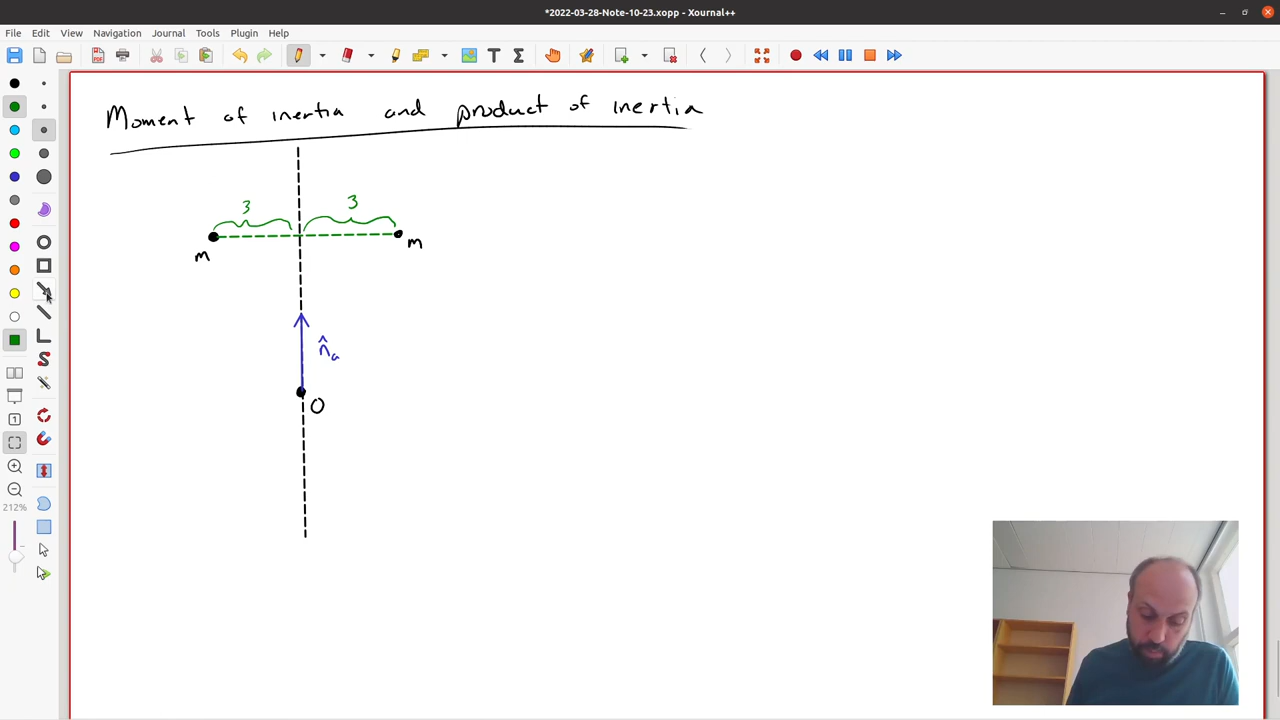 *2022-03-28-Note-10-23.xopp - Xournal++
File Edit View Navigation Journal Tools Plugin Help
Moment of inertia and product of inertia
3 3
m m
n̂a
O
1
212%